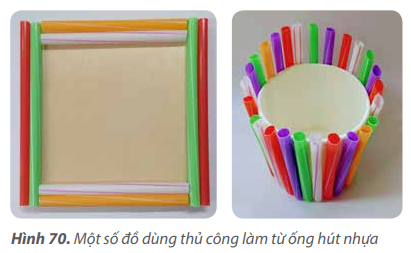 Hình 70. Một số đồ dùng thủ công làm từ ống hút nhựa